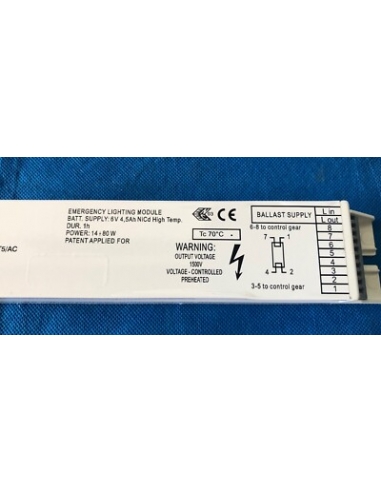 EMERGENCY LIGHTING MODULE
BATT. SUPPLY: 6V 4,5Ah NiCd High Temp.
DUR. 1h
POWER: 14÷80 W
PATENT APPLIED FOR
T5/AC
CCC
CE
Tc 70°C
WARNING:
OUTPUT VOLTAGE
1500V
VOLTAGE - CONTROLLED
PREHEATED
BALLAST SUPPLY
6-8 to control gear
7 1
4 2
3-5 to control gear
L in
L out
8
7
6
5
4
3
2
1